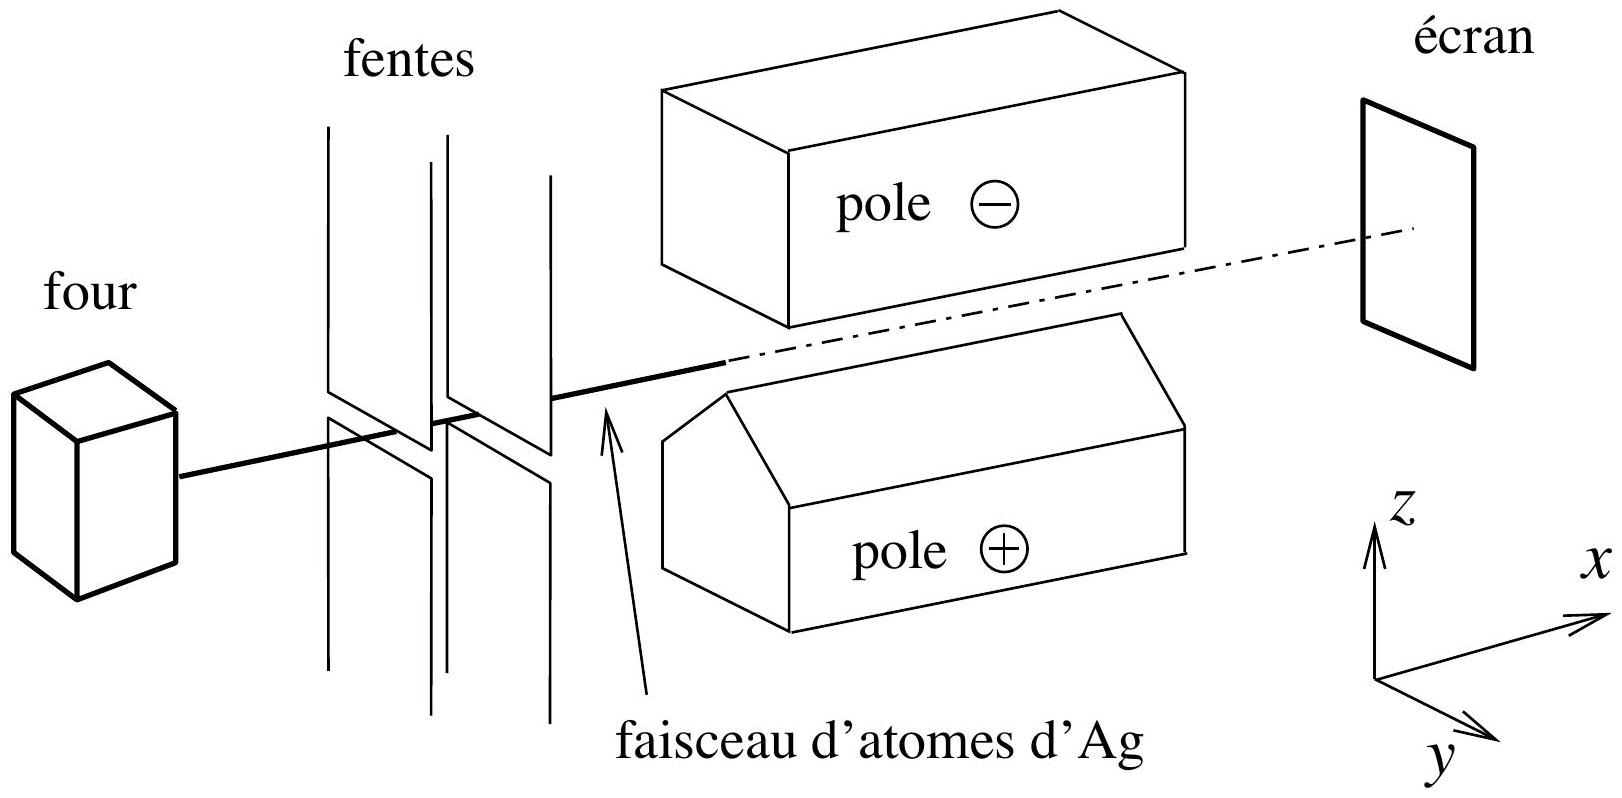 fentes
écran
pole ⊖
four
pole ⊕
z
x
faisceau d'atomes d'Ag
y